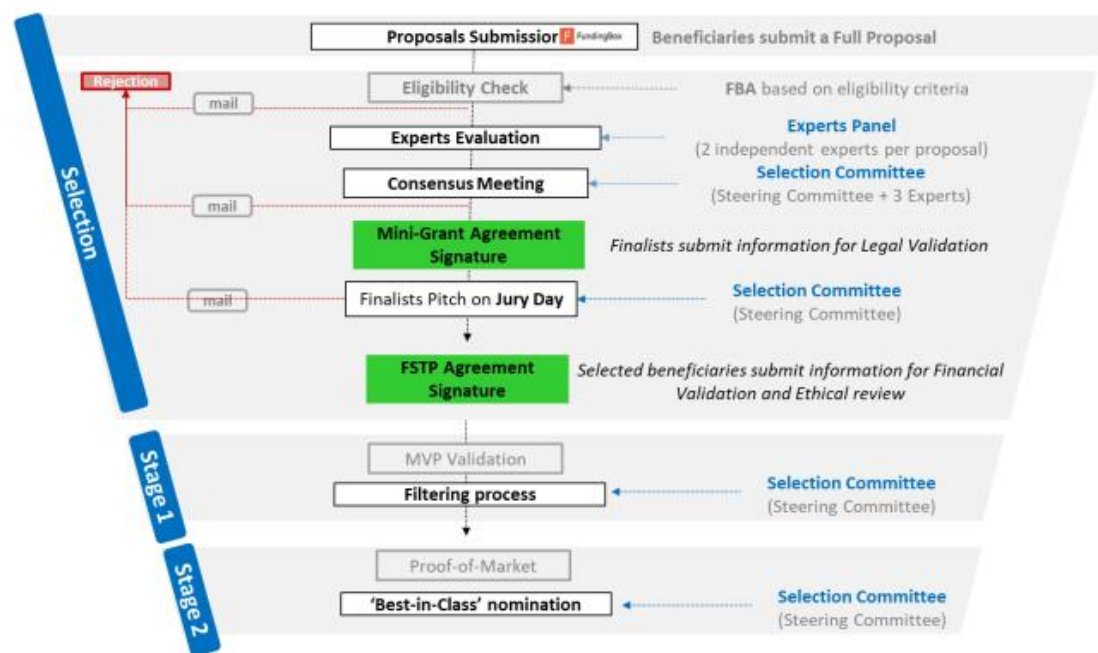 Proposals Submission FundingBox
Beneficiaries submit a Full Proposal
Rejection
mail
Eligibility Check
FBA based on eligibility criteria
Experts Evaluation
Experts Panel
(2 independent experts per proposal)
Consensus Meeting
Selection Committee
(Steering Committee + 3 Experts)
mail
Mini-Grant Agreement
Signature
Finalists submit information for Legal Validation
mail
Finalists Pitch on Jury Day
Selection Committee
(Steering Committee)
FSTP Agreement
Signature
Selected beneficiaries submit information for Financial
Validation and Ethical review
Selection
MVP Validation
Filtering process
Selection Committee
(Steering Committee)
Stage 1
Proof-of-Market
‘Best-in-Class’ nomination
Selection Committee
(Steering Committee)
Stage 2